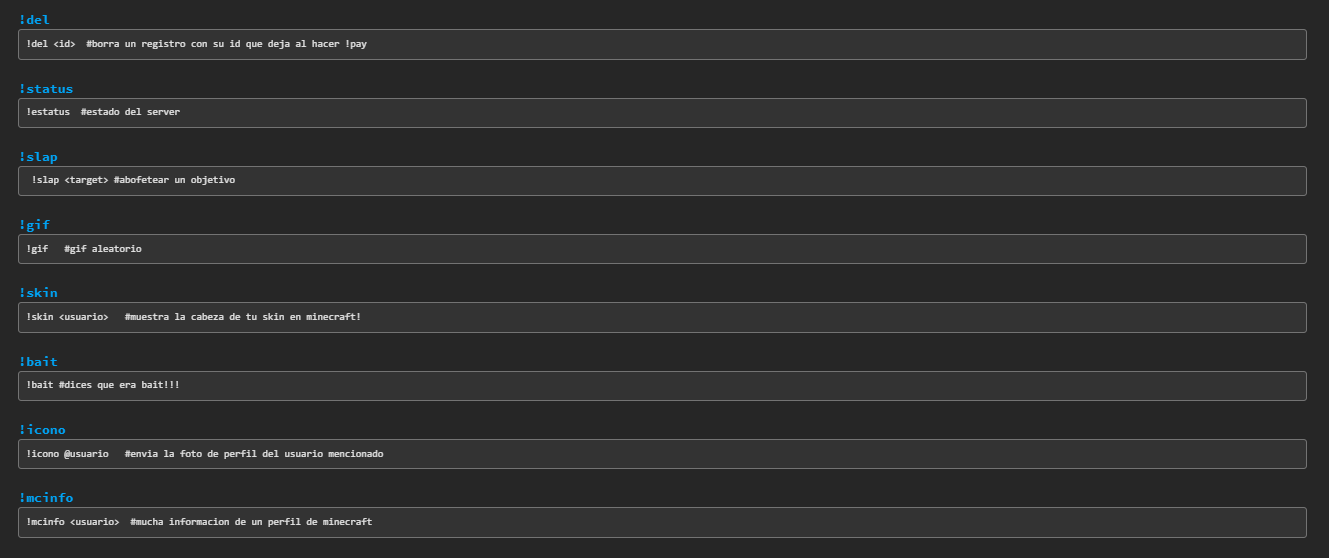 !del
!del <id>  #borra un registro con su id que deja al hacer !pay
!status
!estatus  #estado del server
!slap
!slap <target> #abofetear un objetivo
!gif
!gif   #gif aleatorio
!skin
!skin <usuario>   #muestra la cabeza de tu skin en minecraft!
!bait
!bait #dices que era bait!!!
!icono
!icono @usuario   #envia la foto de perfil del usuario mencionado
!mcinfo
!mcinfo <usuario>  #mucha informacion de un perfil de minecraft